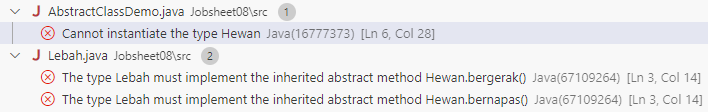 J AbstractClassDemo.java Jobsheet08\src 1
Cannot instantiate the type Hewan Java(16777373) [Ln 6, Col 28]
J Lebah.java Jobsheet08\src 2
The type Lebah must implement the inherited abstract method Hewan.bergerak() Java(67109264) [Ln 3, Col 14]
The type Lebah must implement the inherited abstract method Hewan.bernapas() Java(67109264) [Ln 3, Col 14]